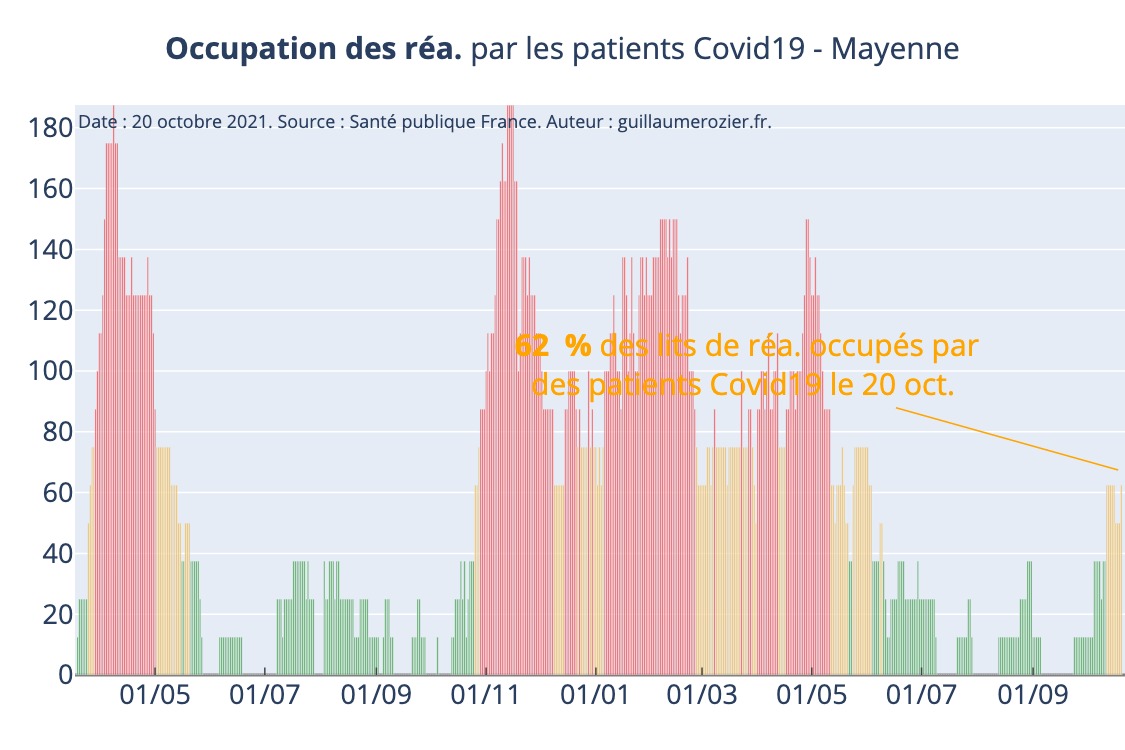 Occupation des réa. par les patients Covid19 - Mayenne
Date : 20 octobre 2021. Source : Santé publique France. Auteur : guillaumerozier.fr.
180
160
140
120
100
80
60
40
20
0
62 % des lits de réa. occupés par
des patients Covid19 le 20 oct.
01/05 01/07 01/09 01/11 01/01 01/03 01/05 01/07 01/09